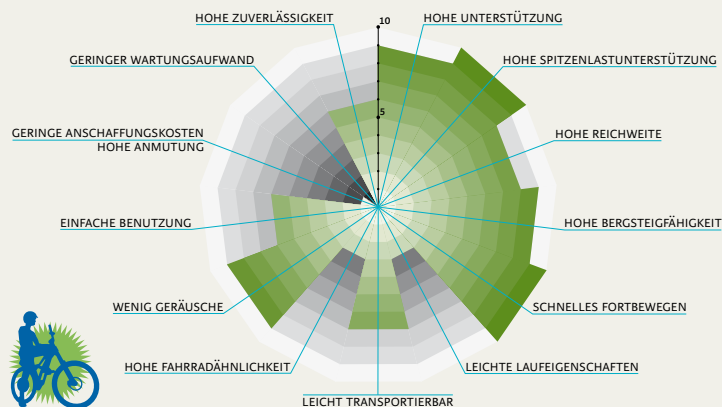 10
HOHE ZUVERLÄSSIGKEIT
HOHE UNTERSTÜTZUNG
GERINGER WARTUNGSAUFWAND
HOHE SPITZENLASTUNTERSTÜTZUNG
5
GERINGE ANSCHAFFUNGSKOSTEN
HOHE ANMUTUNG
HOHE REICHWEITE
EINFACHE BENUTZUNG
HOHE BERGSTEIGFÄHIGKEIT
WENIG GERÄUSCHE
SCHNELLES FORTBEWEGEN
HOHE FAHRRADÄHNLICHKEIT
LEICHTE LAUFEIGENSCHAFTEN
LEICHT TRANSPORTIERBAR